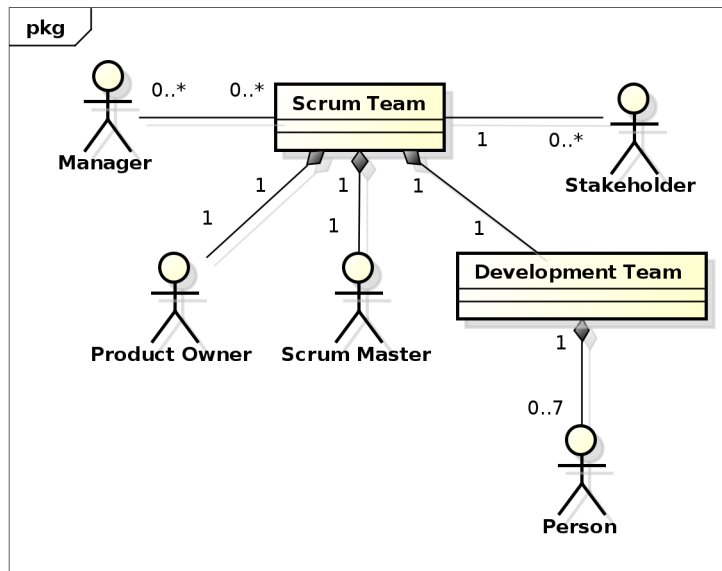 pkg
0..*
0..*
Scrum Team
1
0..*
Manager
Stakeholder
1
1
1
1
1
1
Development Team
Product Owner
Scrum Master
1
0..7
Person